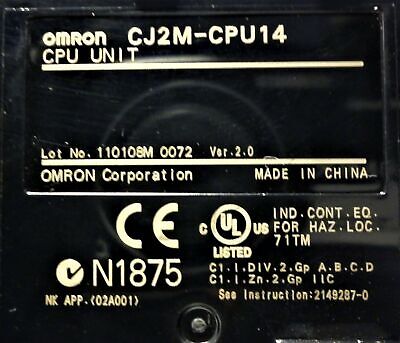 OMRON CJ2M-CPU14
CPU UNIT
Lot No. 110108M 0072 Ver.2.0
OMRON Corporation MADE IN CHINA
CE
C UL US
LISTED
IND. CONT. EQ.
FOR HAZ. LOC.
71TM
N1875
C1.I.DIV.2.Gp A.B.C.D
C1.I.Zn.2.Gp IIC
NK APP.(02A001)
See Instruction:2149287-0